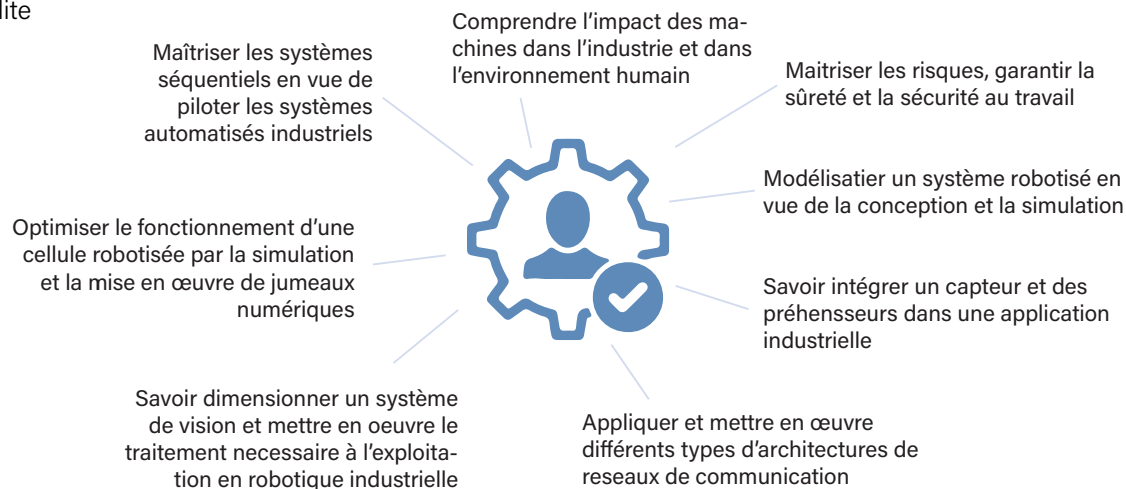 lite
Comprendre l'impact des ma-
chines dans l'industrie et dans
l'environnement humain
Maîtriser les systèmes
séquentiels en vue de
piloter les systèmes
automatisés industriels
Maitriser les risques, garantir la
sûreté et la sécurité au travail
Modélisatier un système robotisé en
vue de la conception et la simulation
Optimiser le fonctionnement d'une
cellule robotisée par la simulation
et la mise en œuvre de jumeaux
numériques
Savoir intégrer un capteur et des
préhensseurs dans une application
industrielle
Savoir dimensionner un système
de vision et mettre en oeuvre le
traitement necessaire à l'exploita-
tion en robotique industrielle
Appliquer et mettre en œuvre
différents types d'architectures de
reseaux de communication